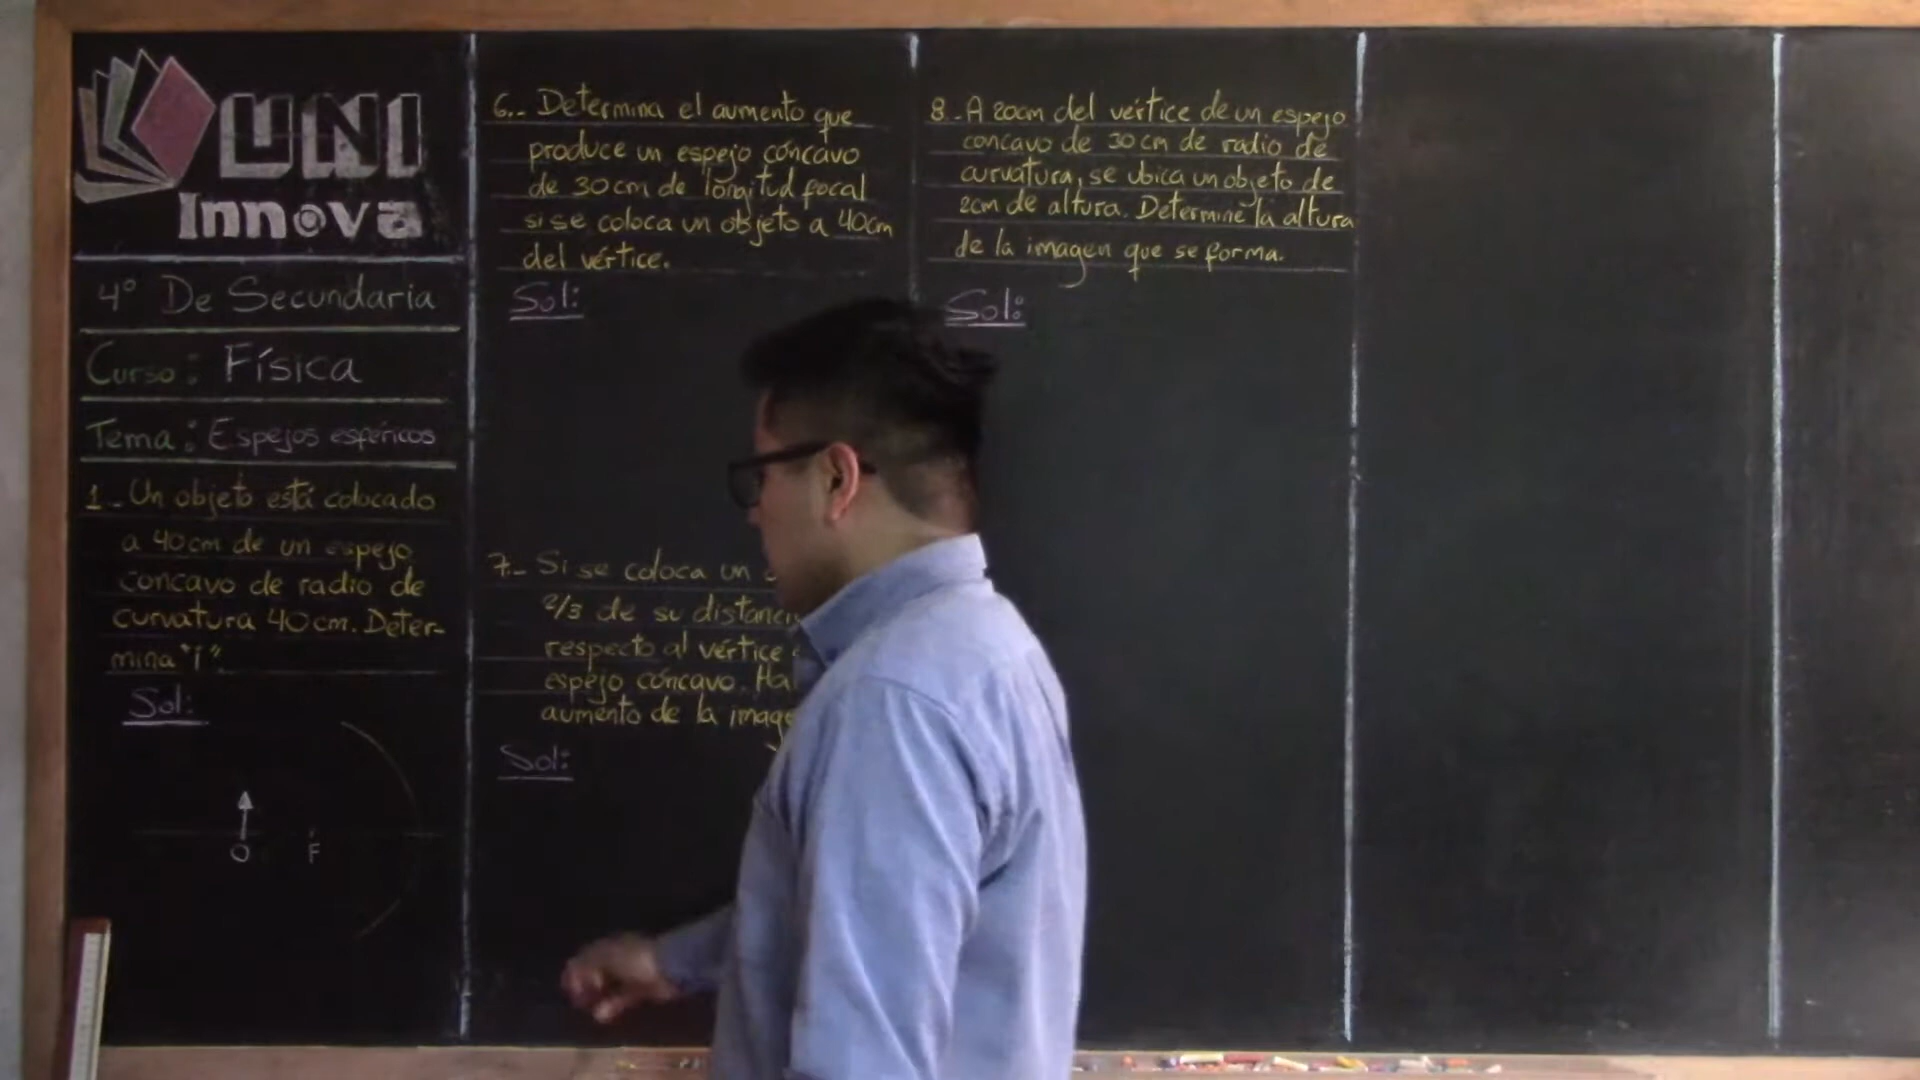 UNI
Innova
4° De Secundaria
Curso: Física
Tema: Espejos esféricos
1.- Un objeto está colocado
a 40cm de un espejo
concavo de radio de
curvatura 40cm. Deter-
mina "i".
Sol:
O F
6.- Determina el aumento que
produce un espejo cóncavo
de 30cm de longitud focal
si se coloca un objeto a 40cm
del vértice.
Sol:
7.- Si se coloca un
2/3 de su
respecto al vértice
espejo cóncavo.
aumento de la
Sol:
8.- A 20cm del vértice de un espejo
concavo de 30cm de radio de
curvatura, se ubica un objeto de
2cm de altura. Determine la altura
de la imagen que se forma.
Sol: